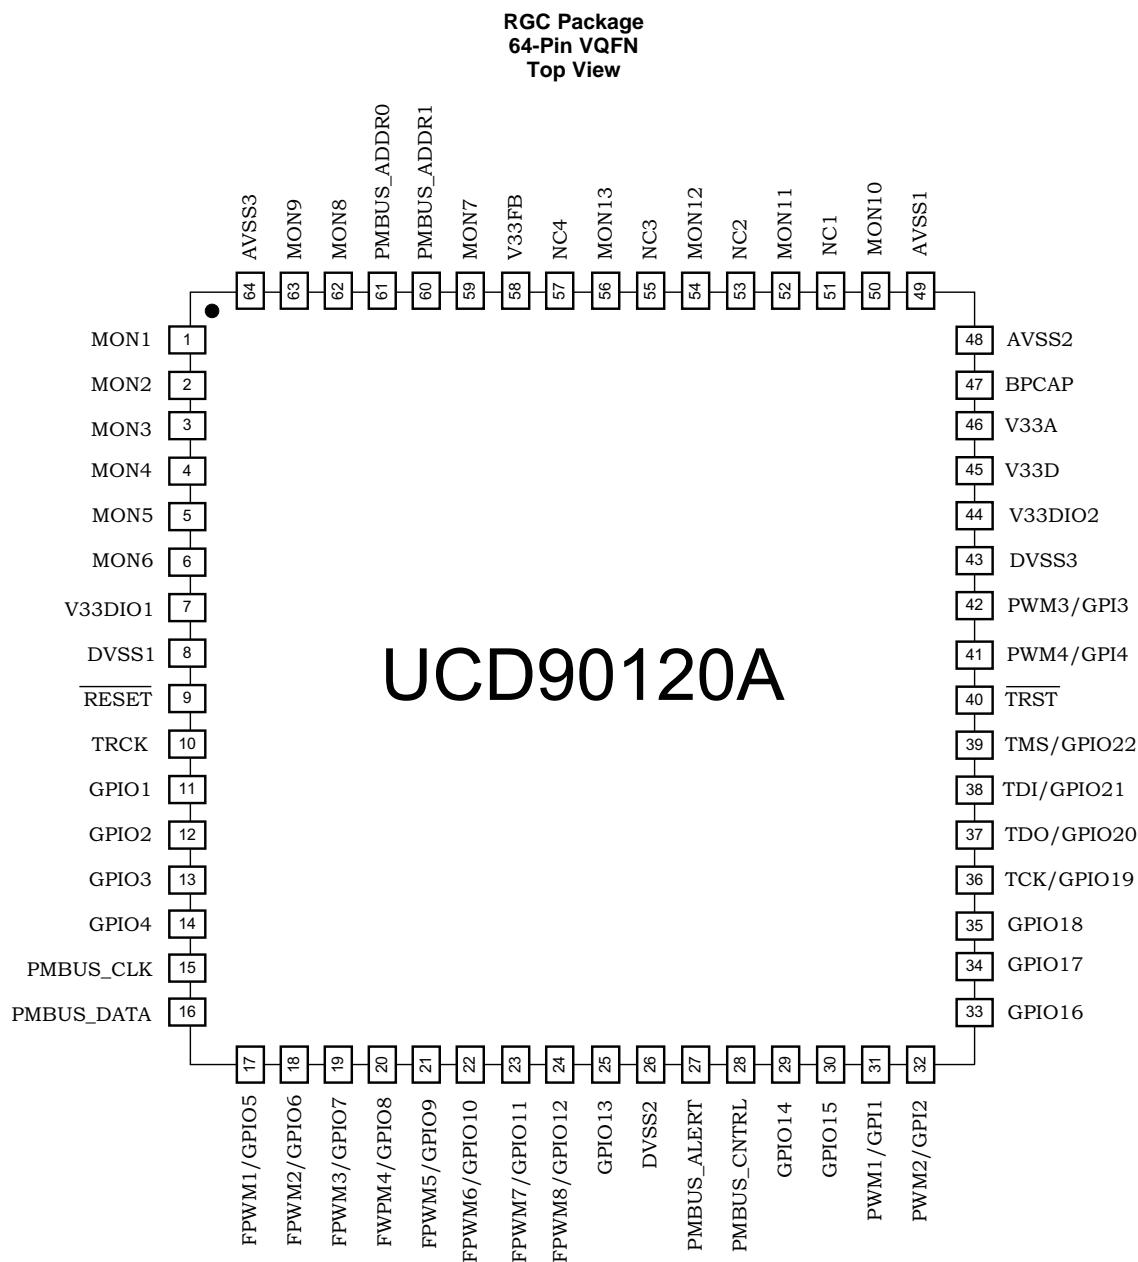 RGC Package
64-Pin VQFN
Top View
AVSS3
MON9
MON8
PMBUS_ADDR0
PMBUS_ADDR1
MON7
V33FB
NC4
MON13
NC3
MON12
NC2
MON11
NC1
MON10
AVSS1
64
63
62
61
60
59
58
57
56
55
54
53
52
51
50
49
MON1 1
MON2 2
MON3 3
MON4 4
MON5 5
MON6 6
V33DIO1 7
DVSS1 8
RESET 9
TRCK 10
GPIO1 11
GPIO2 12
GPIO3 13
GPIO4 14
PMBUS_CLK 15
PMBUS_DATA 16
UCD90120A
48 AVSS2
47 BPCAP
46 V33A
45 V33D
44 V33DIO2
43 DVSS3
42 PWM3/GPI3
41 PWM4/GPI4
40 TRST
39 TMS/GPIO22
38 TDI/GPIO21
37 TDO/GPIO20
36 TCK/GPIO19
35 GPIO18
34 GPIO17
33 GPIO16
17
18
19
20
21
22
23
24
25
26
27
28
29
30
31
32
FPWM1/GPIO5
FPWM2/GPIO6
FPWM3/GPIO7
FWPM4/GPIO8
FPWM5/GPIO9
FPWM6/GPIO10
FPWM7/GPIO11
FPWM8/GPIO12
GPIO13
DVSS2
PMBUS_ALERT
PMBUS_CNTRL
GPIO14
GPIO15
PWM1/GPI1
PWM2/GPI2